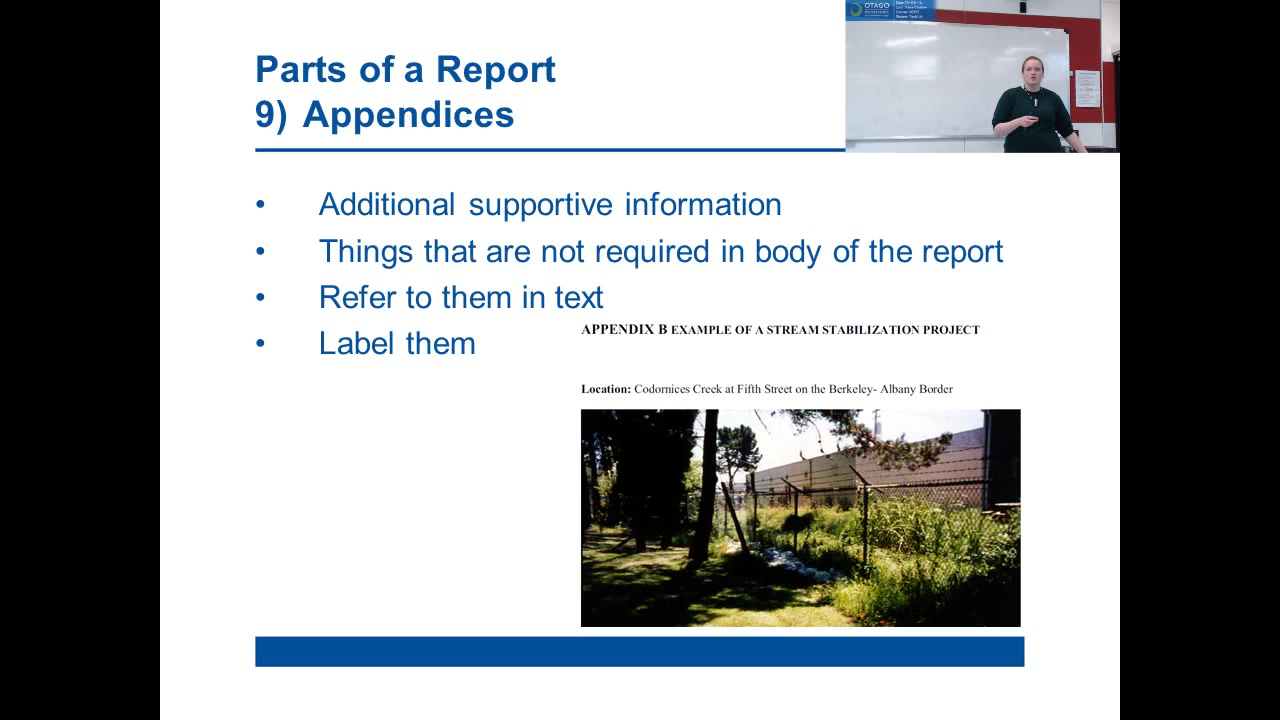 Parts of a Report
9) Appendices
OTAGO
• Additional supportive information
• Things that are not required in body of the report
• Refer to them in text
• Label them
APPENDIX B EXAMPLE OF A STREAM STABILIZATION PROJECT
Location: Codornices Creek at Fifth Street on the Berkeley- Albany Border